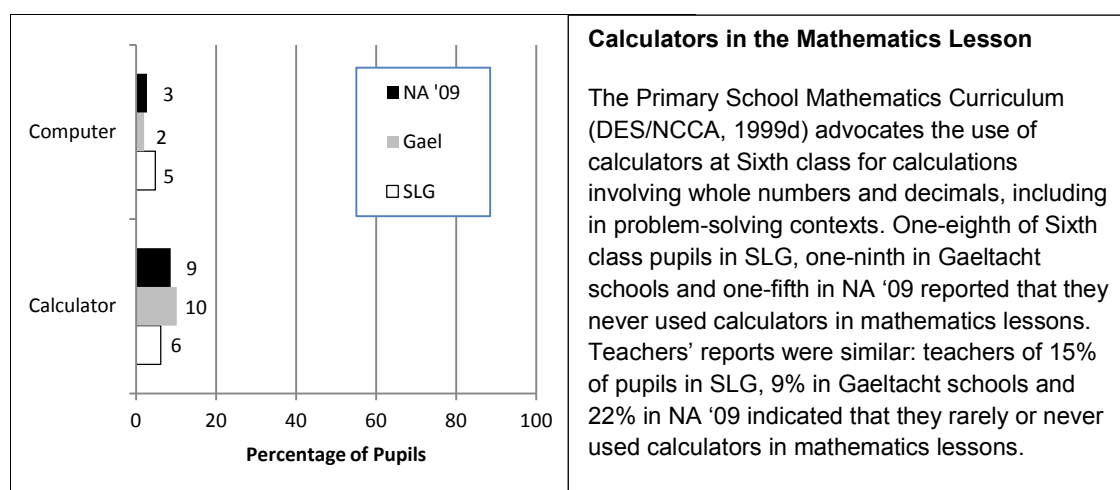 NA '09
Gael
SLG
Computer
3
2
5
Calculator
9
10
6
0 20 40 60 80 100
Percentage of Pupils
Calculators in the Mathematics Lesson
The Primary School Mathematics Curriculum
(DES/NCCA, 1999d) advocates the use of
calculators at Sixth class for calculations
involving whole numbers and decimals, including
in problem-solving contexts. One-eighth of Sixth
class pupils in SLG, one-ninth in Gaeltacht
schools and one-fifth in NA ‘09 reported that they
never used calculators in mathematics lessons.
Teachers’ reports were similar: teachers of 15%
of pupils in SLG, 9% in Gaeltacht schools and
22% in NA ‘09 indicated that they rarely or never
used calculators in mathematics lessons.